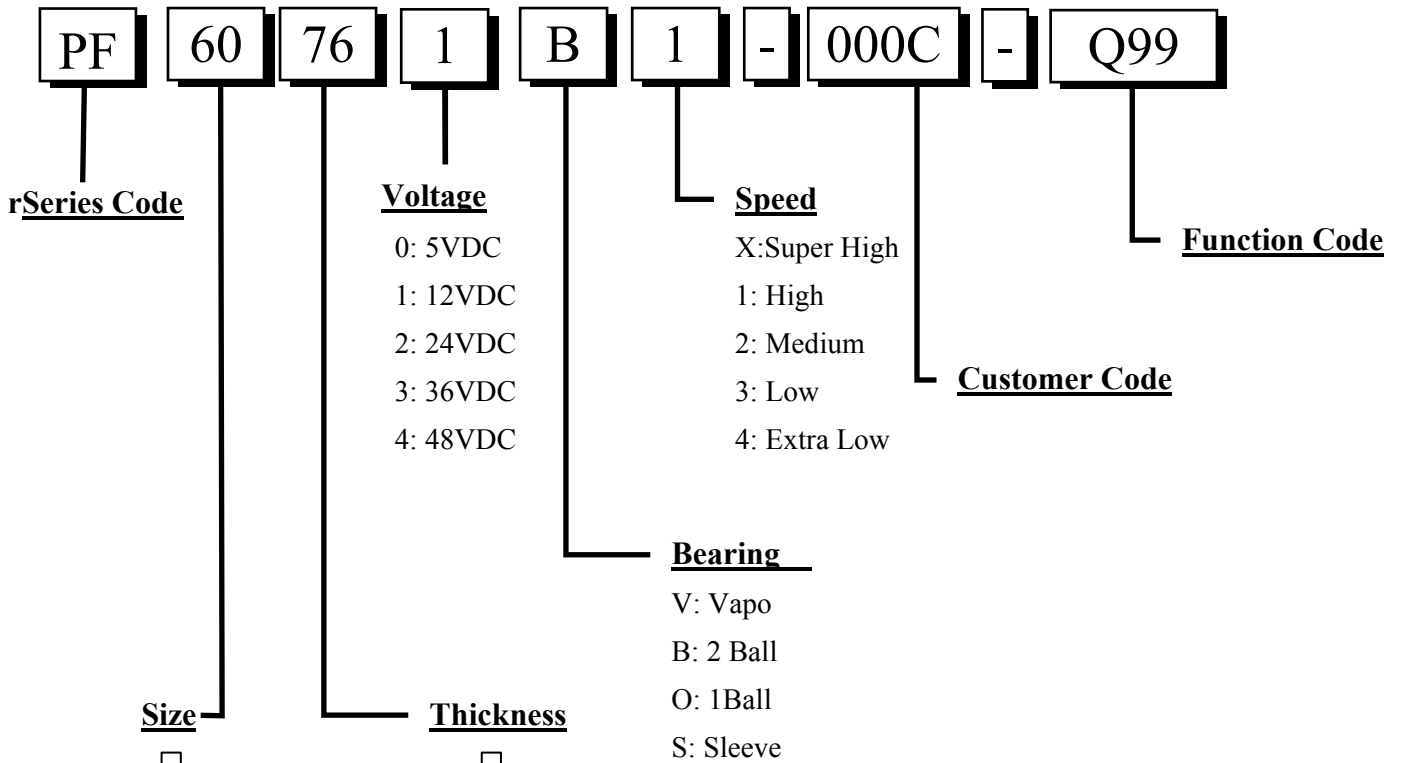 PF 60 76 1 B 1 - 000C - Q99
rSeries Code
Voltage
0: 5VDC
1: 12VDC
2: 24VDC
3: 36VDC
4: 48VDC
Speed
X:Super High
1: High
2: Medium
3: Low
4: Extra Low
Function Code
Customer Code
Bearing
V: Vapo
B: 2 Ball
O: 1Ball
S: Sleeve
Size
Thickness